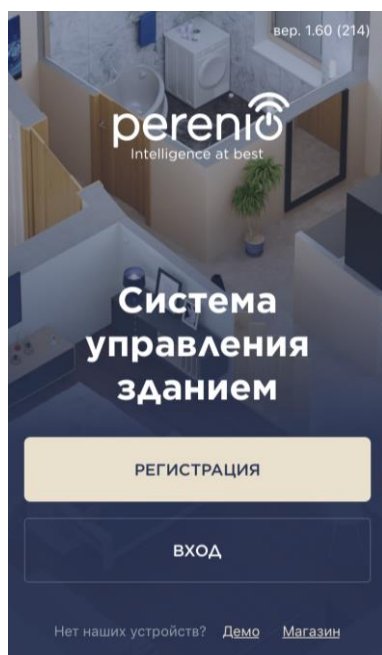 вер. 1.60 (214)
perenio
Intelligence at best
Система
управления
зданием
РЕГИСТРАЦИЯ
ВХОД
Нет наших устройств? Демо Магазин